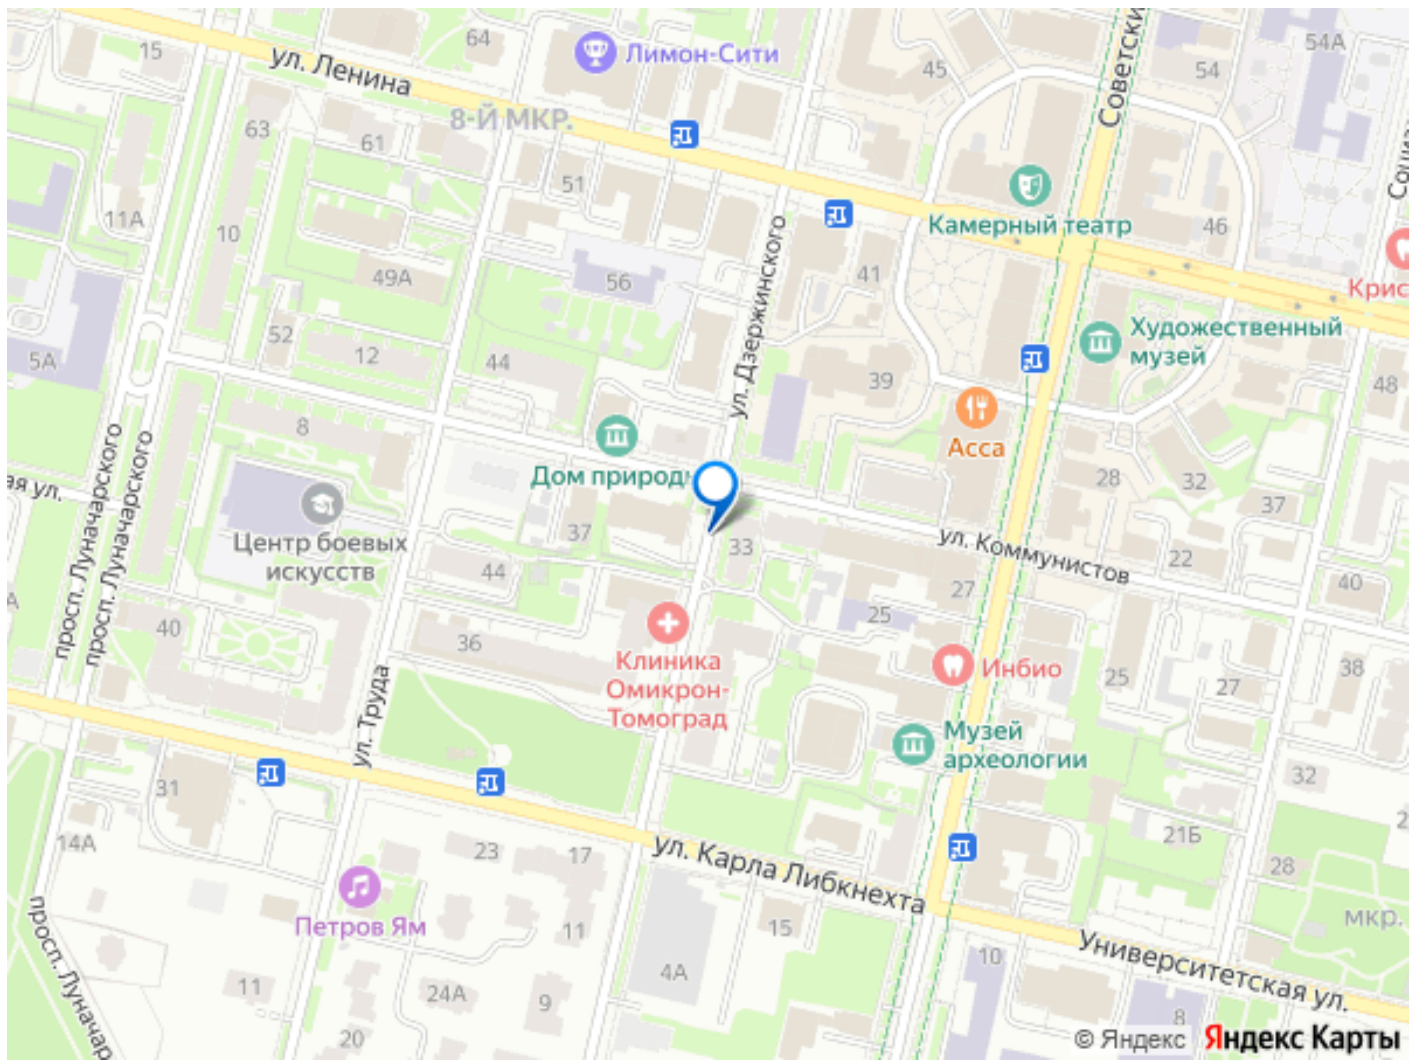 64
15
ул. Ленина
Лимон-Сити
45
54А
54
Советский
63
61
8-Й МКР.
51
Камерный театр
46
11А
10
49А
56
ул. Дзержинского
41
Крис
Художественный
музей
5А
52
12
44
39
48
8
Дом природы
Асса
28
32
37
ая ул.
просп. Луначарского
просп. Луначарского
Центр боевых
искусств
37
33
ул. Коммунистов
22
40
44
27
40
36
25
Клиника
Омикрон-
Томоград
Инбио
25
27
38
ул. Труда
Музей
археологии
31
32
14А
23
17
ул. Карла Либкнехта
21Б
28
Петров Ям
11
15
мкр.
просп. Луначар
11
24А
9
4А
10
Университетская ул.
8
20
© Яндекс Яндекс Карты